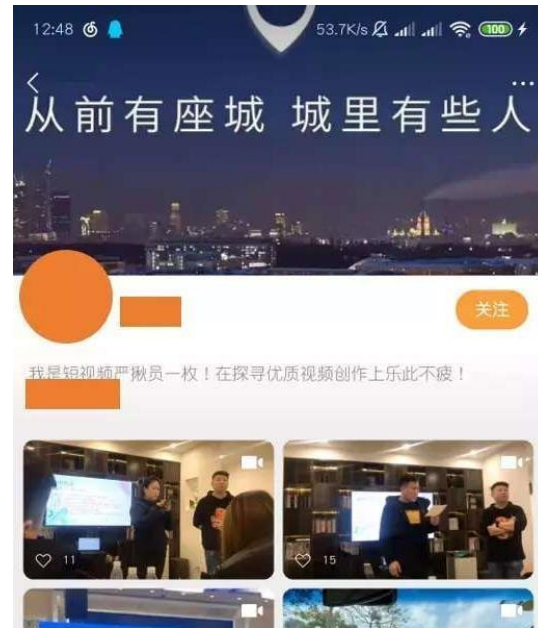 12:48
53.7K/s
100
从前有座城 城里有些人
关注
我是短视频严揪员一枚！在探寻优质视频创作上乐此不疲！
11
15